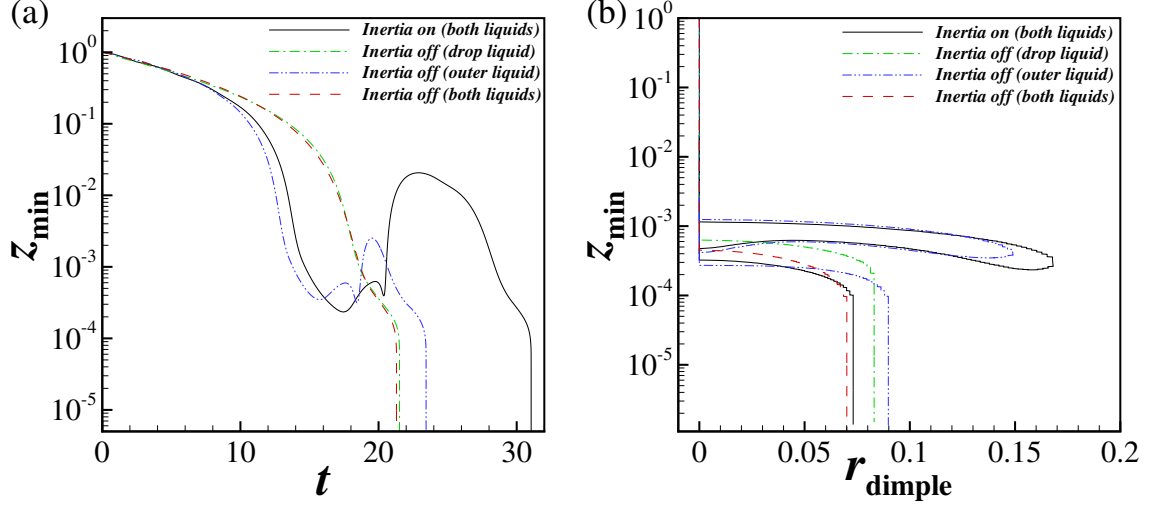 (a)
Inertia on (both liquids)
Inertia off (drop liquid)
Inertia off (outer liquid)
Inertia off (both liquids)
10^0
10^-1
10^-2
10^-3
10^-4
10^-5
z_min
0
10
20
30
t
(b)
Inertia on (both liquids)
Inertia off (drop liquid)
Inertia off (outer liquid)
Inertia off (both liquids)
10^0
10^-1
10^-2
10^-3
10^-4
10^-5
z_min
0
0.05
0.1
0.15
0.2
r_dimple